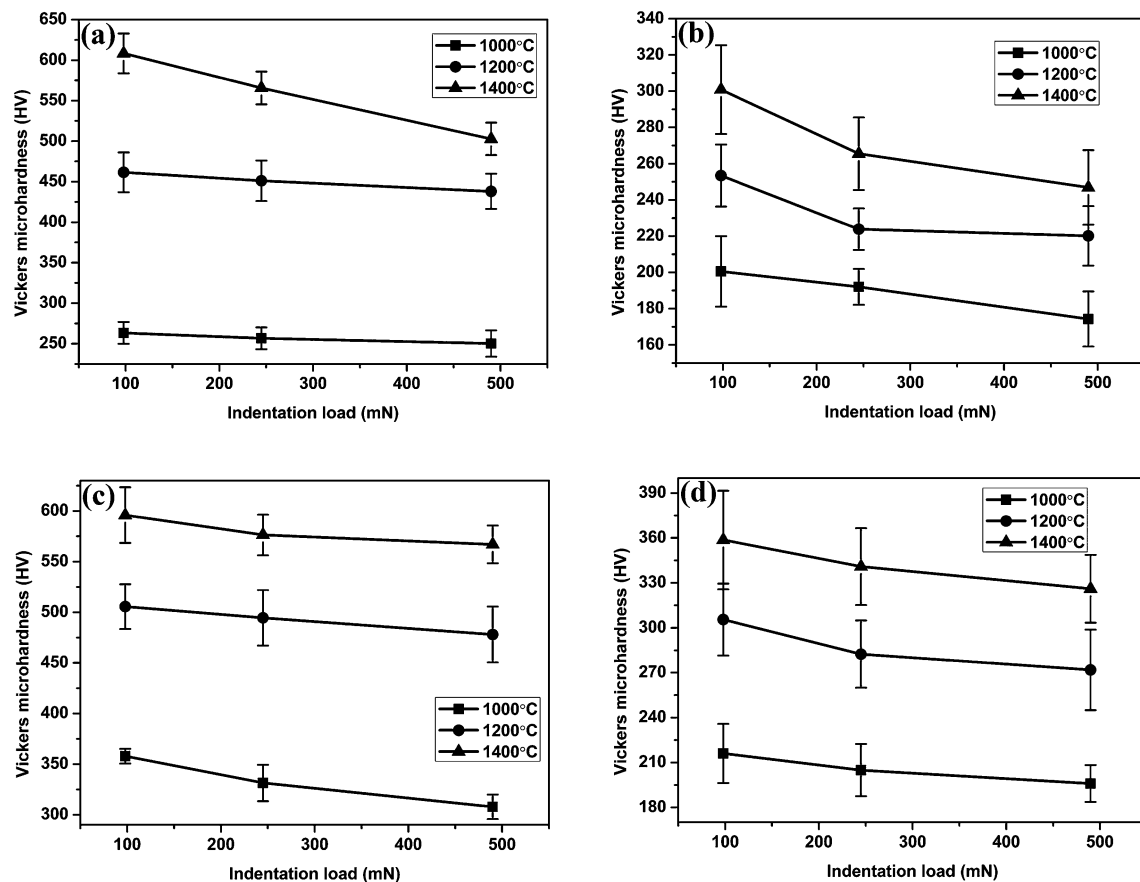 (a)
1000°C
1200°C
1400°C
Vickers microhardness (HV)
600
550
500
450
400
350
300
250
100
200
300
400
500
Indentation load (mN)
(b)
1000°C
1200°C
1400°C
Vickers microhardness (HV)
340
320
300
280
260
240
220
200
180
160
100
200
300
400
500
Indentation load (mN)
(c)
1000°C
1200°C
1400°C
Vickers microhardness (HV)
600
550
500
450
400
350
300
100
200
300
400
500
Indentation load (mN)
(d)
1000°C
1200°C
1400°C
Vickers microhardness (HV)
390
360
330
300
270
240
210
180
100
200
300
400
500
Indentation load (mN)